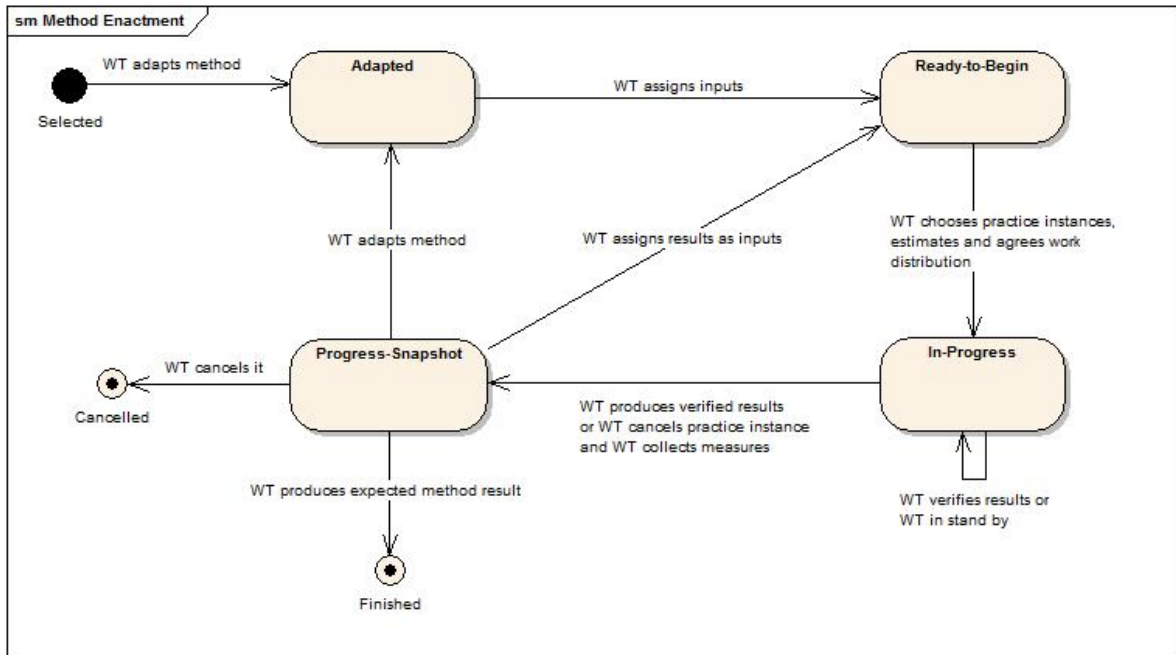 sm Method Enactment
WT adapts method
Selected
Adapted
WT assigns inputs
Ready-to-Begin
WT adapts method
WT assigns results as inputs
WT chooses practice instances,
estimates and agrees work
distribution
Progress-Snapshot
In-Progress
WT cancels it
Cancelled
WT produces verified results
or WT cancels practice instance
and WT collects measures
WT produces expected method result
WT verifies results or
WT in stand by
Finished